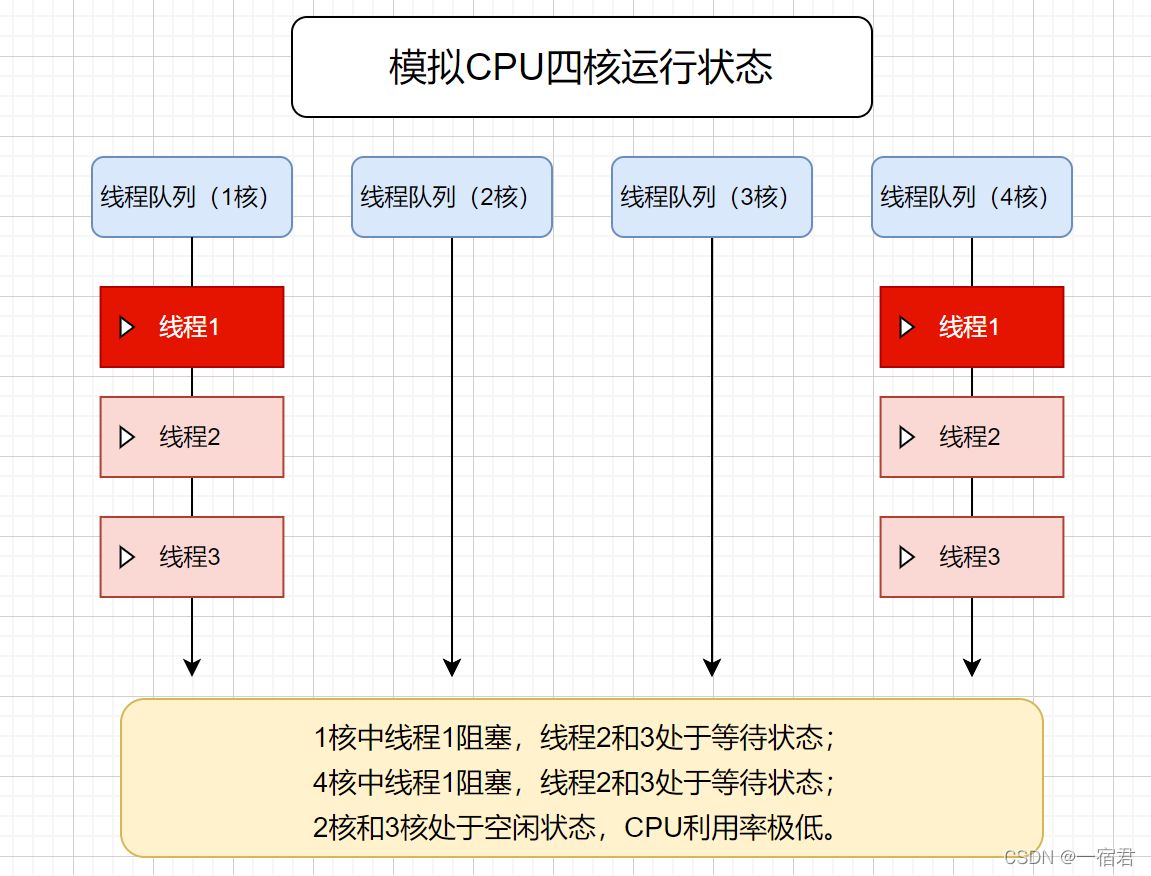 模拟CPU四核运行状态
线程队列（1核）
线程队列（2核）
线程队列（3核）
线程队列（4核）
线程1
线程1
线程2
线程2
线程3
线程3
1核中线程1阻塞，线程2和3处于等待状态；
4核中线程1阻塞，线程2和3处于等待状态；
2核和3核处于空闲状态，CPU利用率极低。
CSDN @一宿君